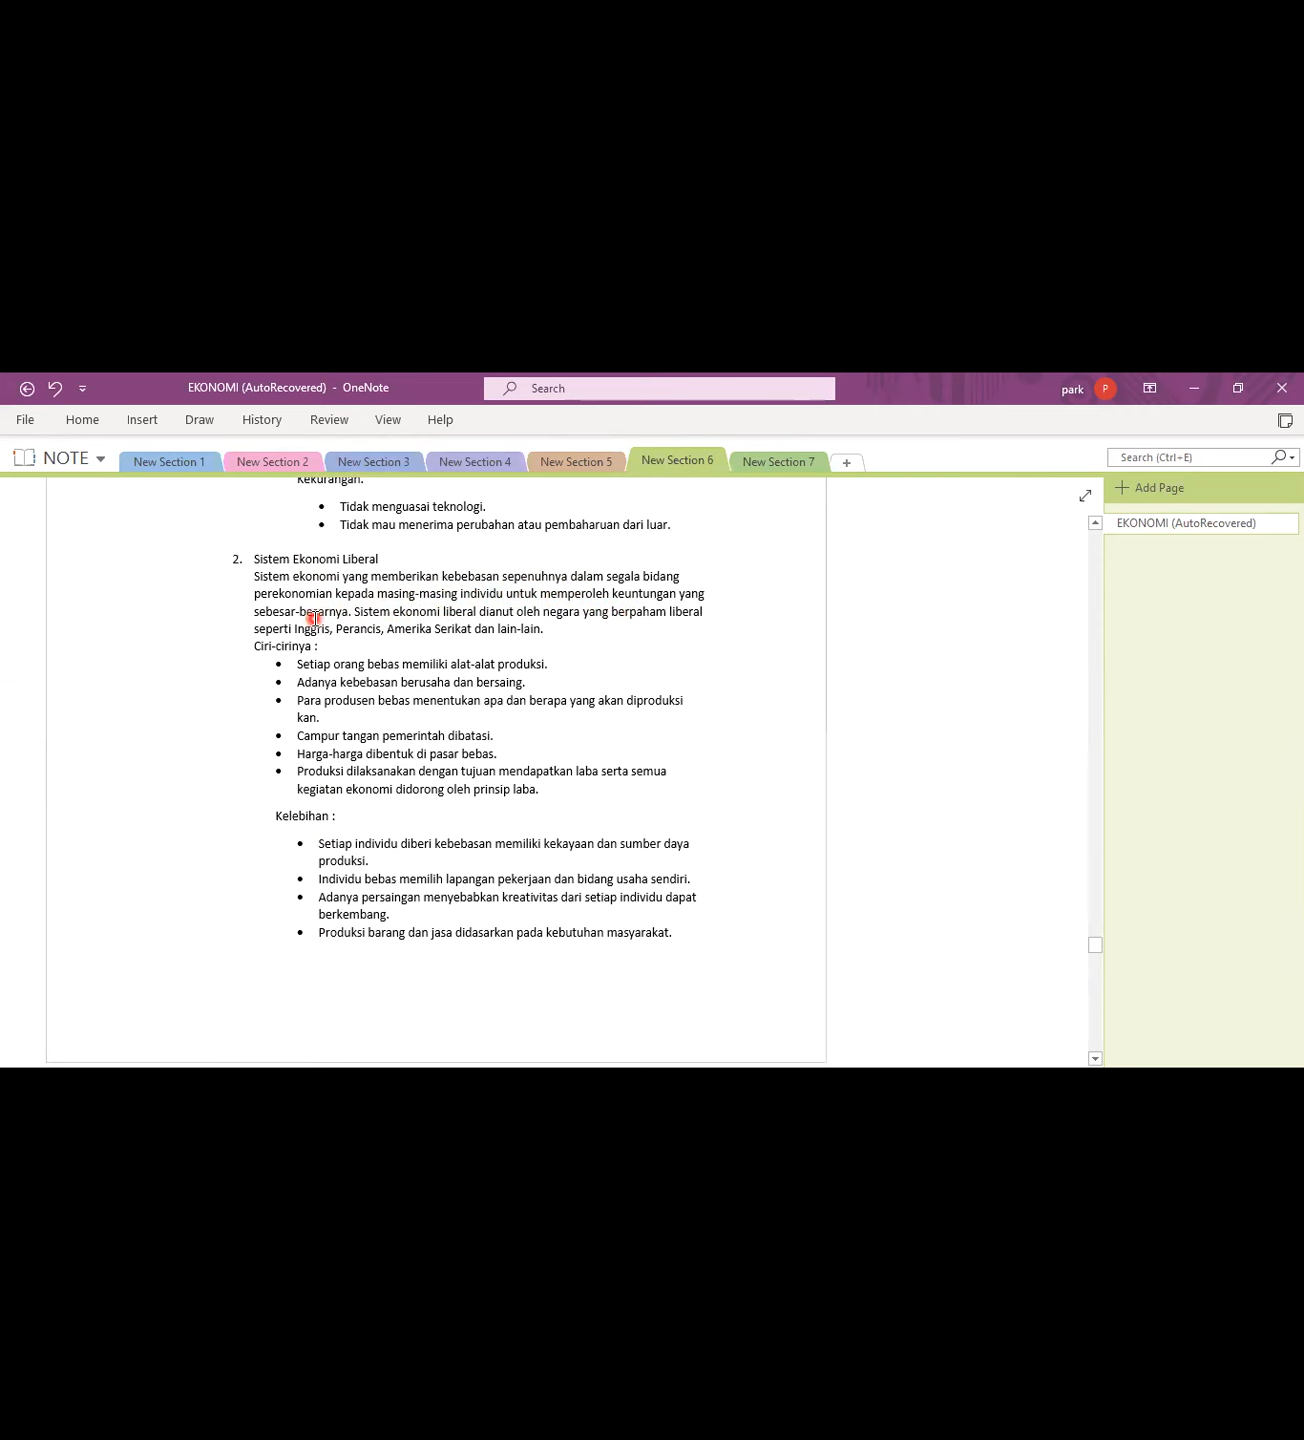 EKONOMI (AutoRecovered) - OneNote
Search
park
P
File Home Insert Draw History Review View Help
NOTE
New Section 1
New Section 2
New Section 3
New Section 4
New Section 5
New Section 6
New Section 7
Search (Ctrl+E)
Add Page
EKONOMI (AutoRecovered)
Kekurangan.
• Tidak menguasai teknologi.
• Tidak mau menerima perubahan atau pembaharuan dari luar.
2. Sistem Ekonomi Liberal
Sistem ekonomi yang memberikan kebebasan sepenuhnya dalam segala bidang
perekonomian kepada masing-masing individu untuk memperoleh keuntungan yang
sebesar-besarnya. Sistem ekonomi liberal dianut oleh negara yang berpaham liberal
seperti Inggris, Perancis, Amerika Serikat dan lain-lain.
Ciri-cirinya :
• Setiap orang bebas memiliki alat-alat produksi.
• Adanya kebebasan berusaha dan bersaing.
• Para produsen bebas menentukan apa dan berapa yang akan diproduksi
kan.
• Campur tangan pemerintah dibatasi.
• Harga-harga dibentuk di pasar bebas.
• Produksi dilaksanakan dengan tujuan mendapatkan laba serta semua
kegiatan ekonomi didorong oleh prinsip laba.
Kelebihan :
• Setiap individu diberi kebebasan memiliki kekayaan dan sumber daya
produksi.
• Individu bebas memilih lapangan pekerjaan dan bidang usaha sendiri.
• Adanya persaingan menyebabkan kreativitas dari setiap individu dapat
berkembang.
• Produksi barang dan jasa didasarkan pada kebutuhan masyarakat.